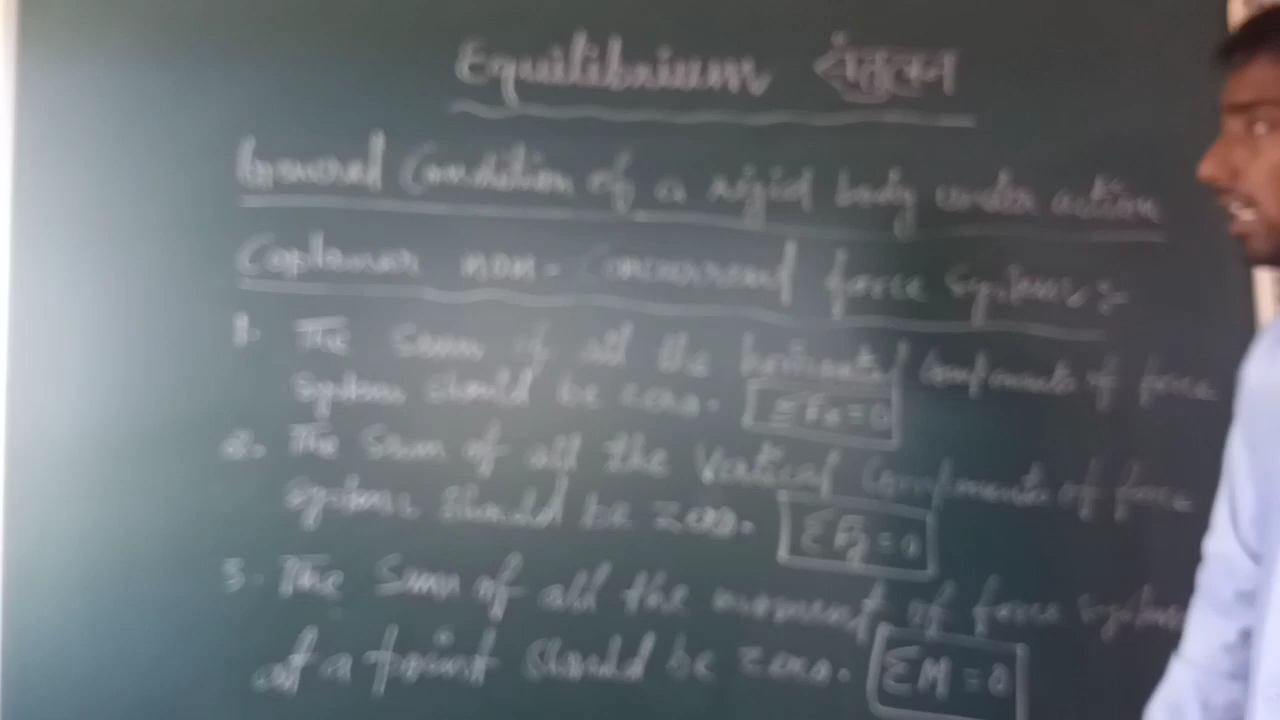 Equilibrium संतुलन
General Condition of a rigid body under action
Coplanar non-Concurrent force systems:-
1. The sum of all the horizontal components of force
system should be zero. ΣFx=0
2. The sum of all the Vertical Components of force
system should be zero. ΣFy=0
3. The Sum of all the moment of force system
at a point should be zero. ΣM=0